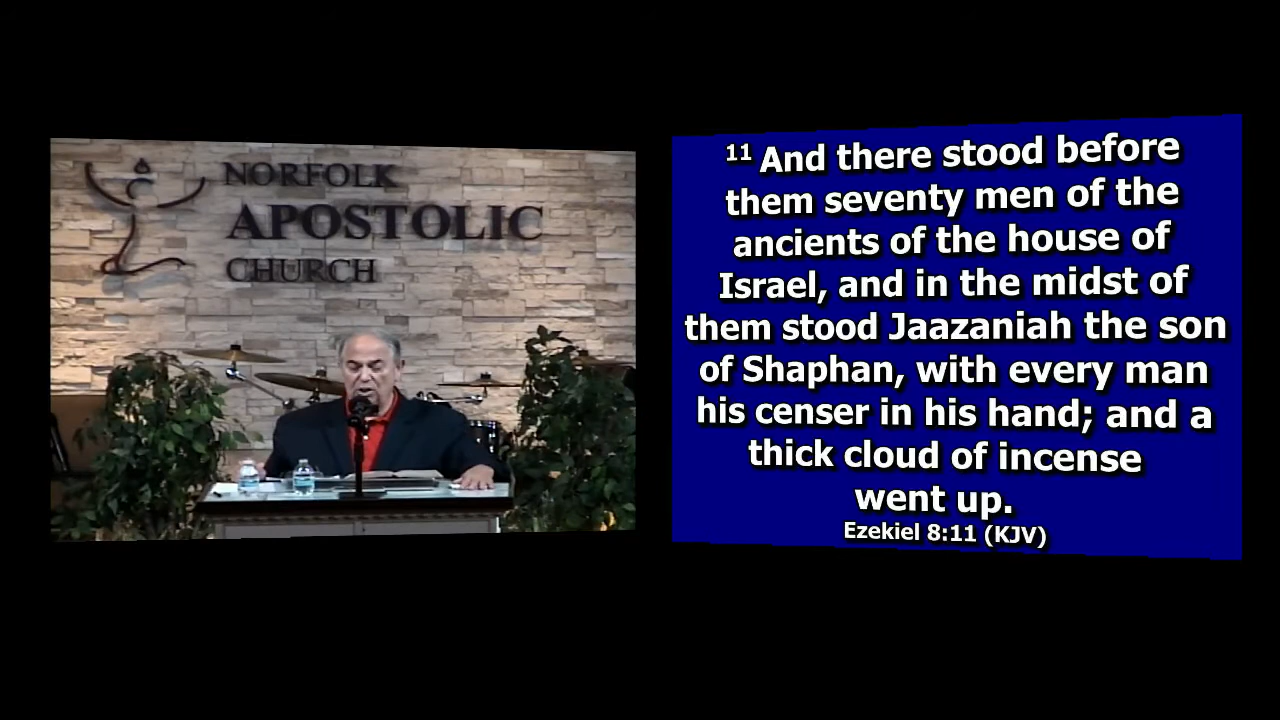 NORFOLK
APOSTOLIC
CHURCH
11 And there stood before
them seventy men of the
ancients of the house of
Israel, and in the midst of
them stood Jaazaniah the son
of Shaphan, with every man
his censer in his hand; and a
thick cloud of incense
went up.
Ezekiel 8:11 (KJV)